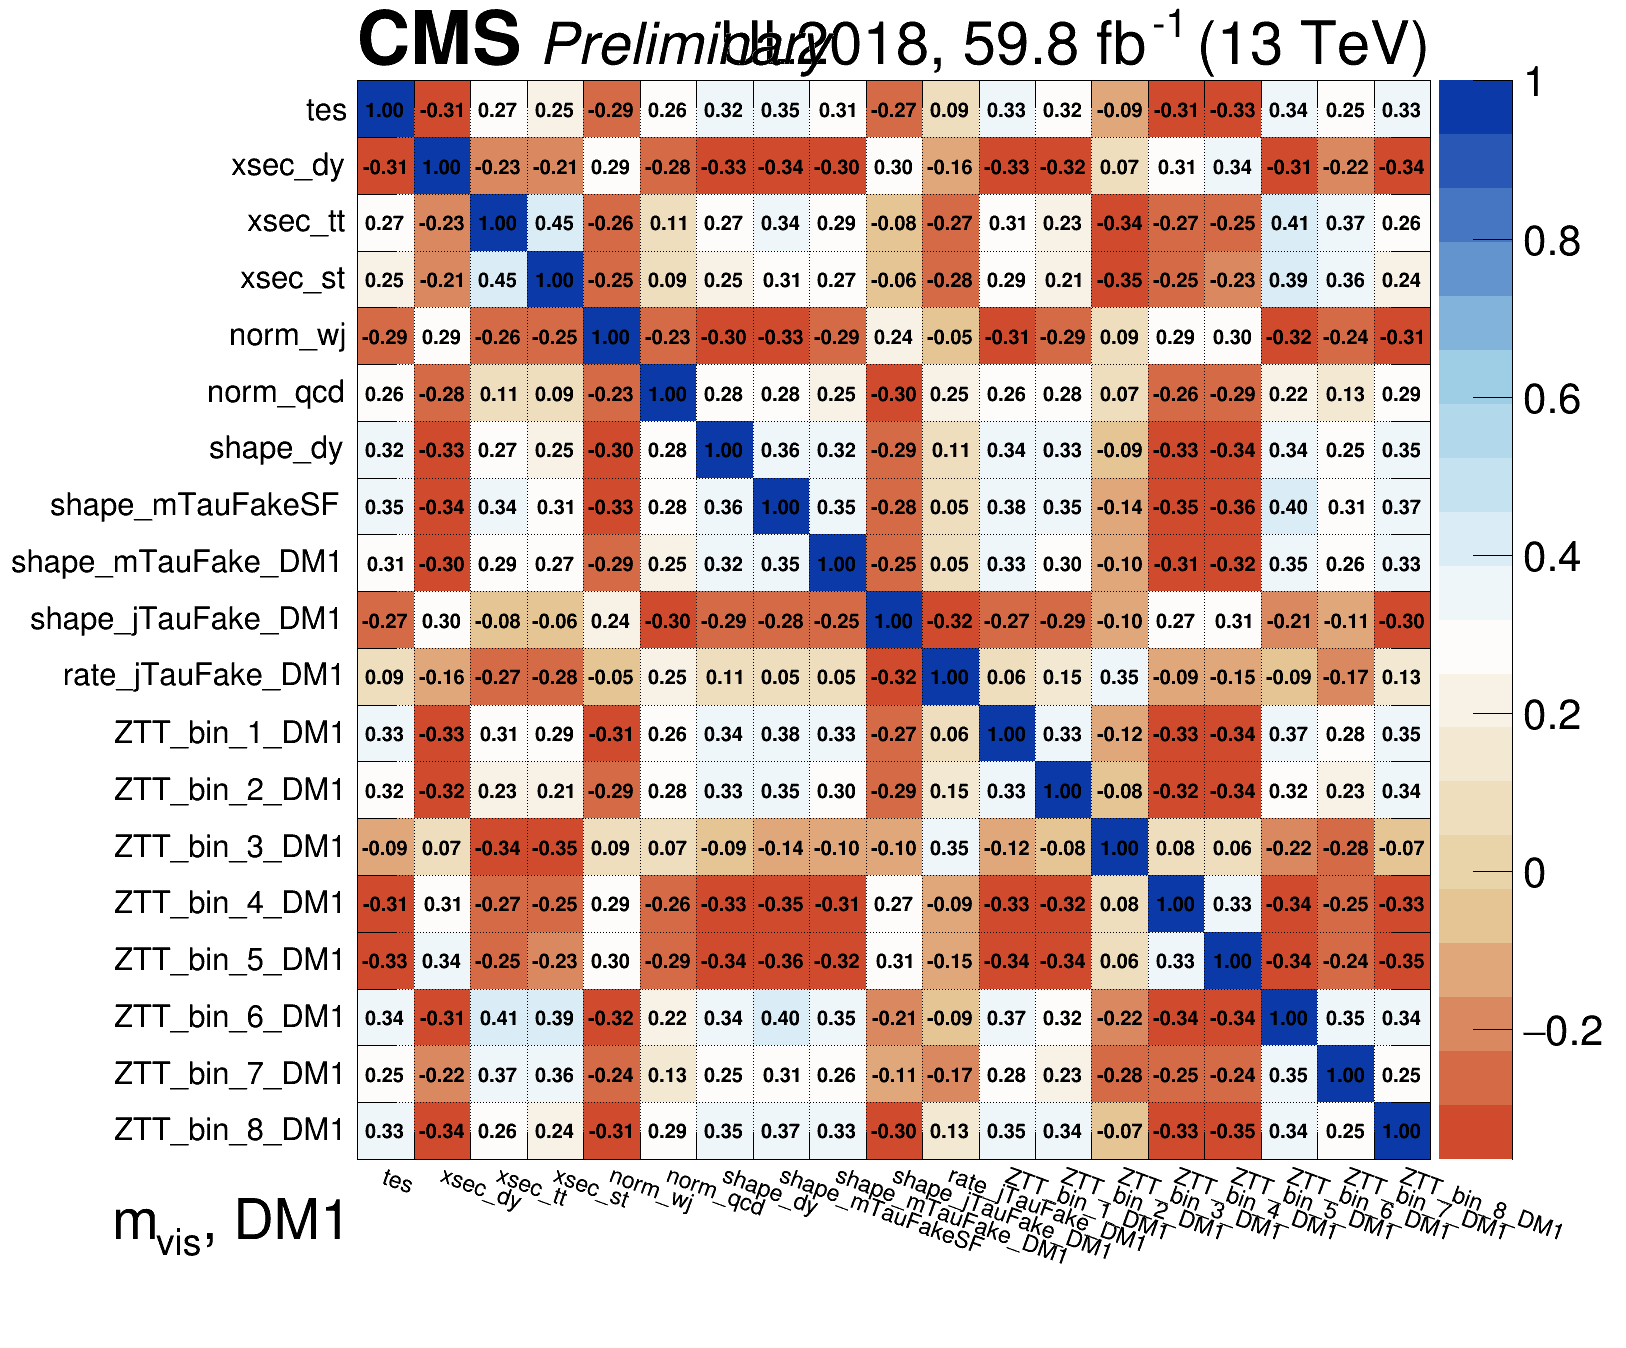 CMS Preliminary UL2018, 59.8 fb-1 (13 TeV)
tes 1.00 -0.31 0.27 0.25 -0.29 0.26 0.32 0.35 0.31 -0.27 0.09 0.33 0.32 -0.09 -0.31 -0.33 0.34 0.25 0.33
xsec_dy -0.31 1.00 -0.23 -0.21 0.29 -0.28 -0.33 -0.34 -0.30 0.30 -0.16 -0.33 -0.32 0.07 0.31 0.34 -0.31 -0.22 -0.34
xsec_tt 0.27 -0.23 1.00 0.45 -0.26 0.11 0.27 0.34 0.29 -0.08 -0.27 0.31 0.23 -0.34 -0.27 -0.25 0.41 0.37 0.26
xsec_st 0.25 -0.21 0.45 1.00 -0.25 0.09 0.25 0.31 0.27 -0.06 -0.28 0.29 0.21 -0.35 -0.25 -0.23 0.39 0.36 0.24
norm_wj -0.29 0.29 -0.26 -0.25 1.00 -0.23 -0.30 -0.33 -0.29 0.24 -0.05 -0.31 -0.29 0.09 0.29 0.30 -0.32 -0.24 -0.31
norm_qcd 0.26 -0.28 0.11 0.09 -0.23 1.00 0.28 0.28 0.25 -0.30 0.25 0.26 0.28 0.07 -0.26 -0.29 0.22 0.13 0.29
shape_dy 0.32 -0.33 0.27 0.25 -0.30 0.28 1.00 0.36 0.32 -0.29 0.11 0.34 0.33 -0.09 -0.33 -0.34 0.34 0.25 0.35
shape_mTauFakeSF 0.35 -0.34 0.34 0.31 -0.33 0.28 0.36 1.00 0.35 -0.28 0.05 0.38 0.35 -0.14 -0.35 -0.36 0.40 0.31 0.37
shape_mTauFake_DM1 0.31 -0.30 0.29 0.27 -0.29 0.25 0.32 0.35 1.00 -0.25 0.05 0.33 0.30 -0.10 -0.31 -0.32 0.35 0.26 0.33
shape_jTauFake_DM1 -0.27 0.30 -0.08 -0.06 0.24 -0.30 -0.29 -0.28 -0.25 1.00 -0.32 -0.27 -0.29 -0.10 0.27 0.31 -0.21 -0.11 -0.30
rate_jTauFake_DM1 0.09 -0.16 -0.27 -0.28 -0.05 0.25 0.11 0.05 0.05 -0.32 1.00 0.06 0.15 0.35 -0.09 -0.15 -0.09 -0.17 0.13
ZTT_bin_1_DM1 0.33 -0.33 0.31 0.29 -0.31 0.26 0.34 0.38 0.33 -0.27 0.06 1.00 0.33 -0.12 -0.33 -0.34 0.37 0.28 0.35
ZTT_bin_2_DM1 0.32 -0.32 0.23 0.21 -0.29 0.28 0.33 0.35 0.30 -0.29 0.15 0.33 1.00 -0.08 -0.32 -0.34 0.32 0.23 0.34
ZTT_bin_3_DM1 -0.09 0.07 -0.34 -0.35 0.09 0.07 -0.09 -0.14 -0.10 -0.10 0.35 -0.12 -0.08 1.00 0.08 0.06 -0.22 -0.28 -0.07
ZTT_bin_4_DM1 -0.31 0.31 -0.27 -0.25 0.29 -0.26 -0.33 -0.35 -0.31 0.27 -0.09 -0.33 -0.32 0.08 1.00 0.33 -0.34 -0.25 -0.33
ZTT_bin_5_DM1 -0.33 0.34 -0.25 -0.23 0.30 -0.29 -0.34 -0.36 -0.32 0.31 -0.15 -0.34 -0.34 0.06 0.33 1.00 -0.34 -0.24 -0.35
ZTT_bin_6_DM1 0.34 -0.31 0.41 0.39 -0.32 0.22 0.34 0.40 0.35 -0.21 -0.09 0.37 0.32 -0.22 -0.34 -0.34 1.00 0.35 0.34
ZTT_bin_7_DM1 0.25 -0.22 0.37 0.36 -0.24 0.13 0.25 0.31 0.26 -0.11 -0.17 0.28 0.23 -0.28 -0.25 -0.24 0.35 1.00 0.25
ZTT_bin_8_DM1 0.33 -0.34 0.26 0.24 -0.31 0.29 0.35 0.37 0.33 -0.30 0.13 0.35 0.34 -0.07 -0.33 -0.35 0.34 0.25 1.00
tes
xsec_dy
xsec_tt
xsec_st
norm_wj
norm_qcd
shape_dy
shape_mTauFakeSF
shape_mTauFake_DM1
shape_jTauFake_DM1
rate_jTauFake_DM1
ZTT_bin_1_DM1
ZTT_bin_2_DM1
ZTT_bin_3_DM1
ZTT_bin_4_DM1
ZTT_bin_5_DM1
ZTT_bin_6_DM1
ZTT_bin_7_DM1
ZTT_bin_8_DM1
1
0.8
0.6
0.4
0.2
0
−0.2
mvis, DM1